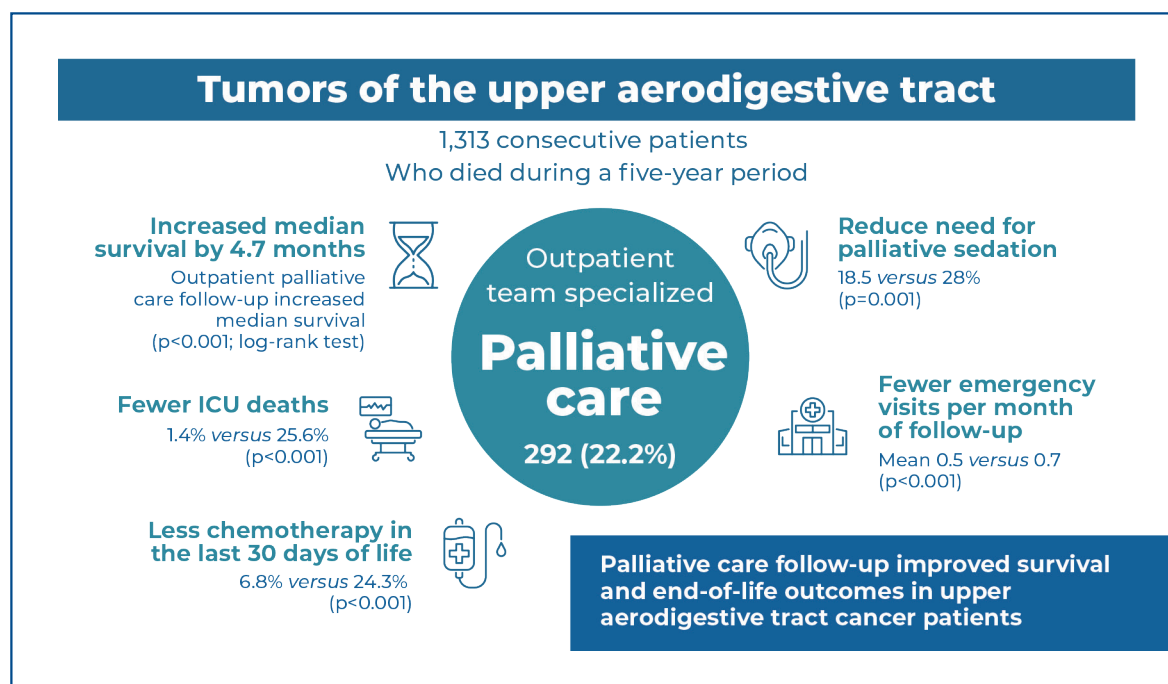 Tumors of the upper aerodigestive tract
1,313 consecutive patients
Who died during a five-year period
Increased median
survival by 4.7 months
Outpatient palliative
care follow-up increased
median survival
(p<0.001; log-rank test)
Fewer ICU deaths
1.4% versus 25.6%
(p<0.001)
Less chemotherapy in
the last 30 days of life
6.8% versus 24.3%
(p<0.001)
Outpatient
team specialized
Palliative
care
292 (22.2%)
Reduce need for
palliative sedation
18.5 versus 28%
(p=0.001)
Fewer emergency
visits per month
of follow-up
Mean 0.5 versus 0.7
(p<0.001)
Palliative care follow-up improved survival
and end-of-life outcomes in upper
aerodigestive tract cancer patients